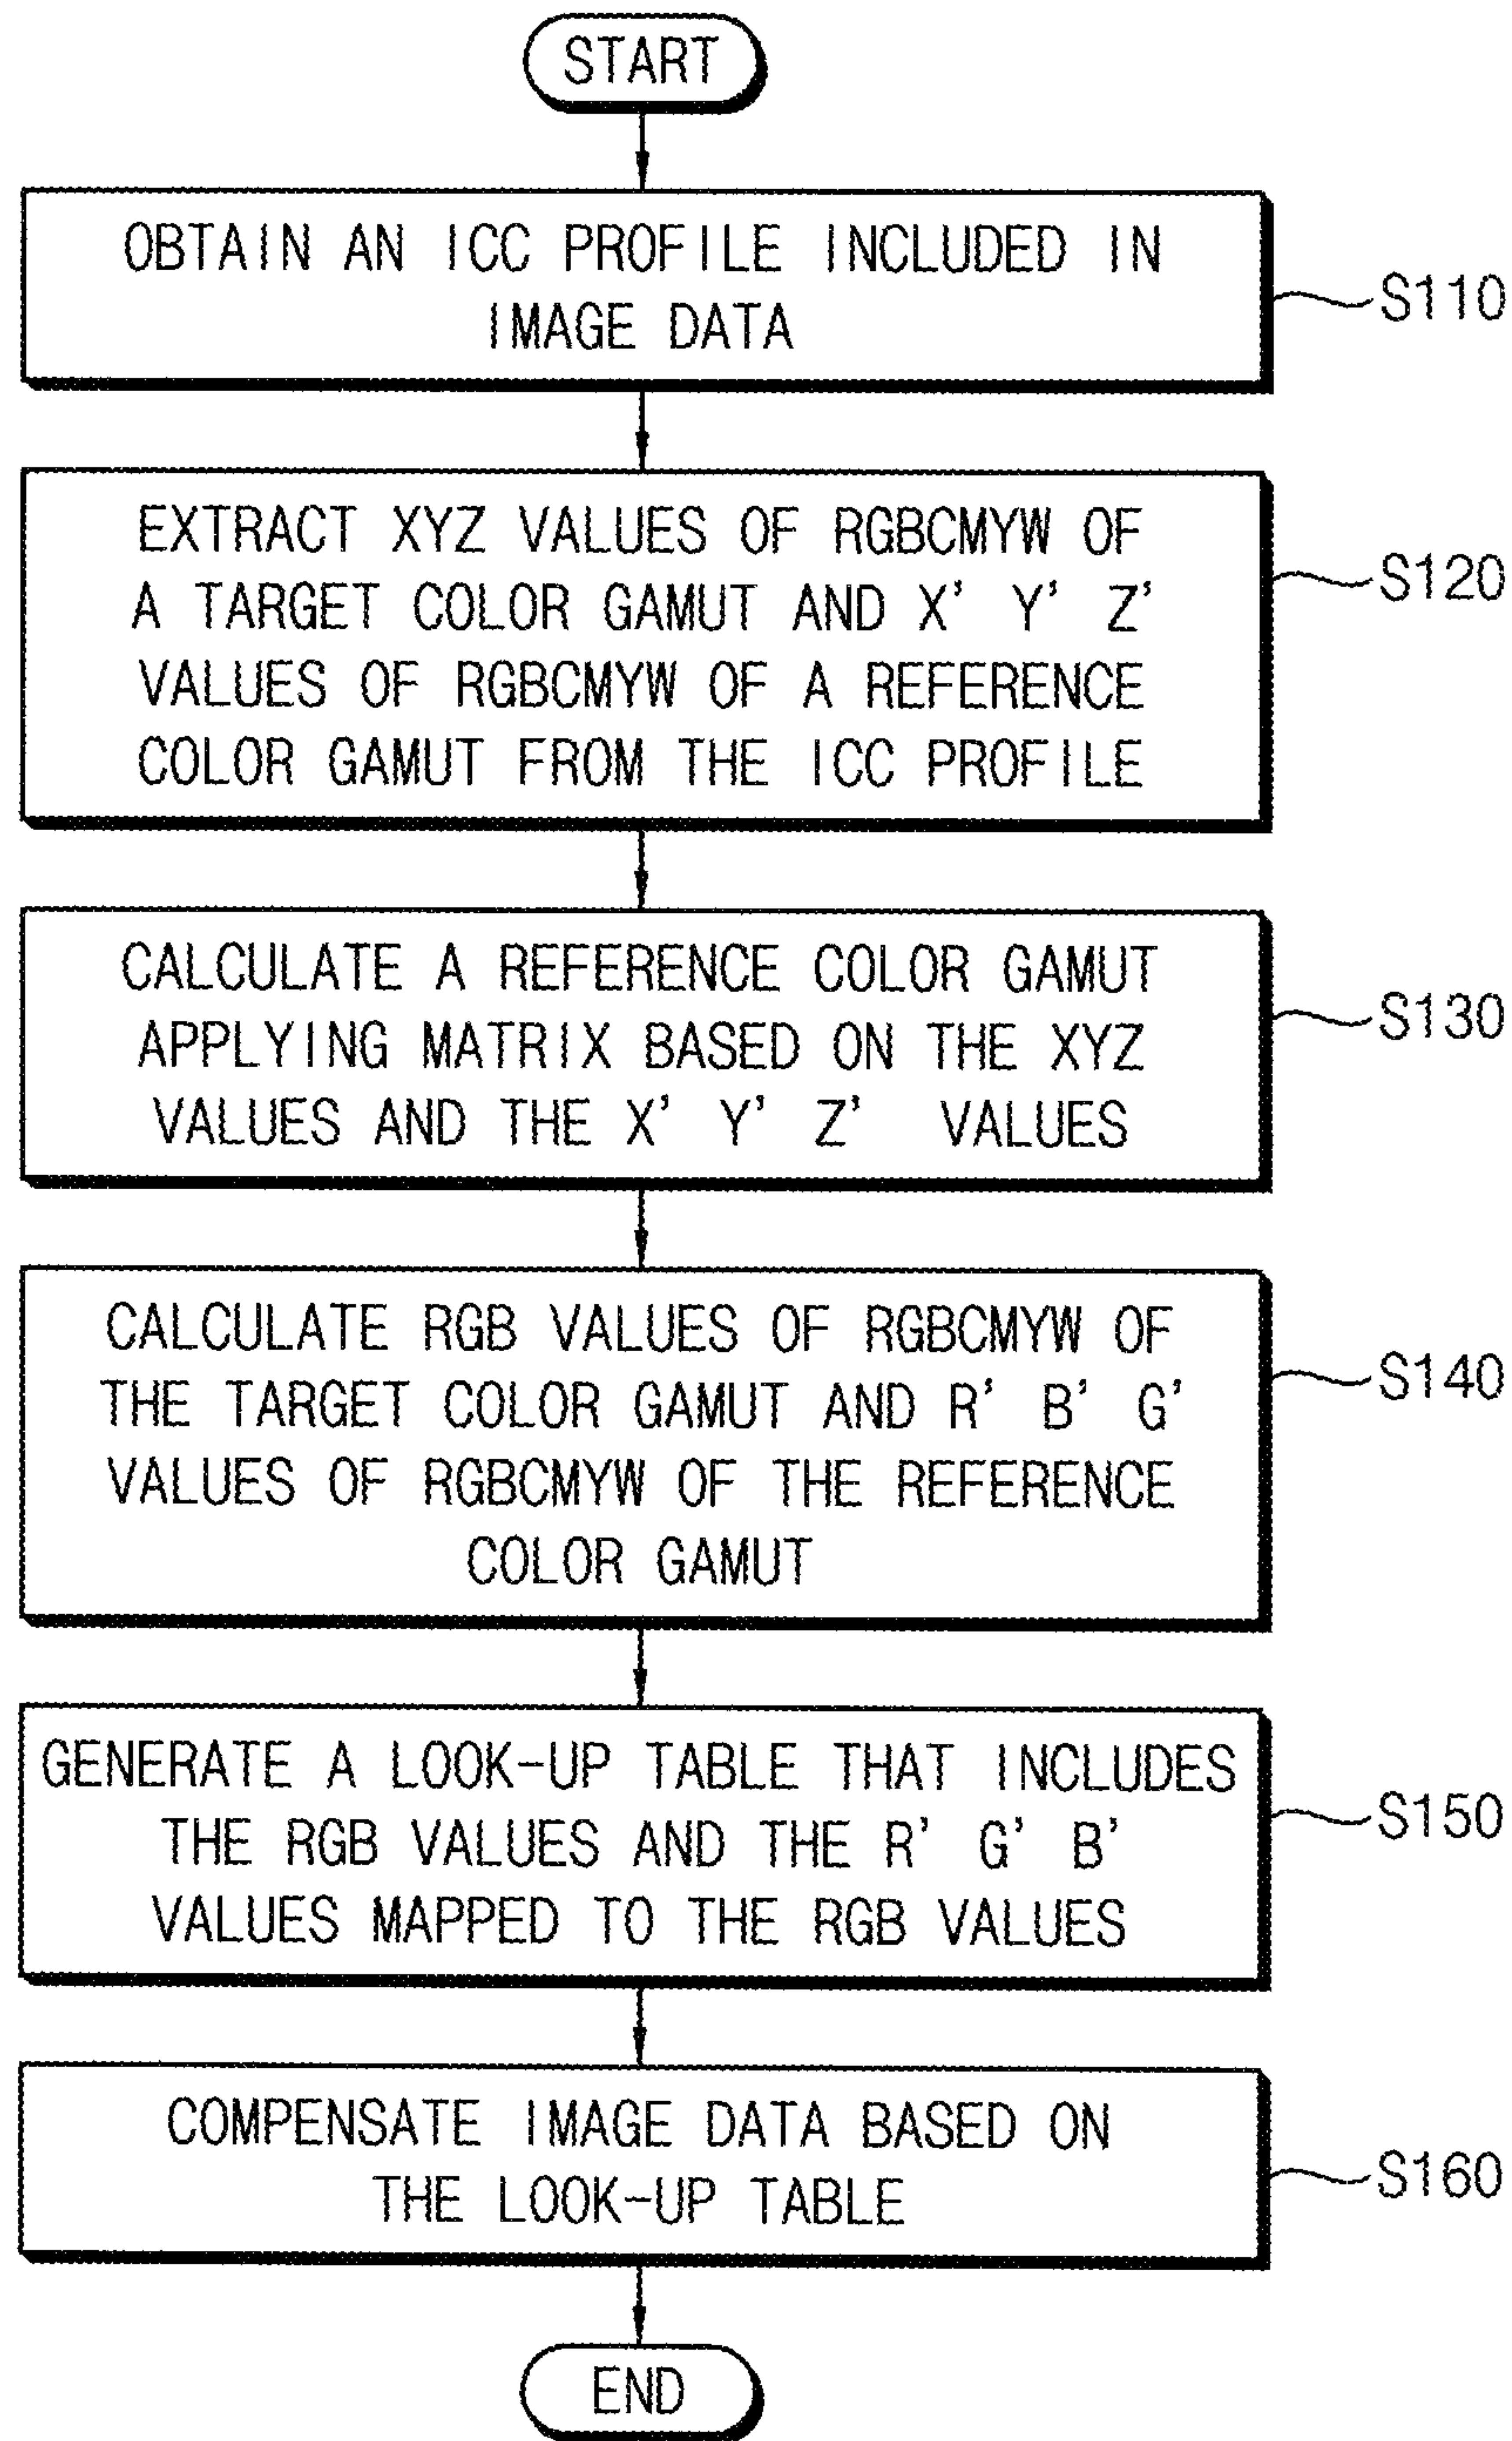 START
OBTAIN AN ICC PROFILE INCLUDED IN
IMAGE DATA
S110
EXTRACT XYZ VALUES OF RGBCMYW OF
A TARGET COLOR GAMUT AND X' Y' Z'
VALUES OF RGBCMYW OF A REFERENCE
COLOR GAMUT FROM THE ICC PROFILE
S120
CALCULATE A REFERENCE COLOR GAMUT
APPLYING MATRIX BASED ON THE XYZ
VALUES AND THE X' Y' Z' VALUES
S130
CALCULATE RGB VALUES OF RGBCMYW OF
THE TARGET COLOR GAMUT AND R' B' G'
VALUES OF RGBCMYW OF THE REFERENCE
COLOR GAMUT
S140
GENERATE A LOOK-UP TABLE THAT INCLUDES
THE RGB VALUES AND THE R' G' B'
VALUES MAPPED TO THE RGB VALUES
S150
COMPENSATE IMAGE DATA BASED ON
THE LOOK-UP TABLE
S160
END